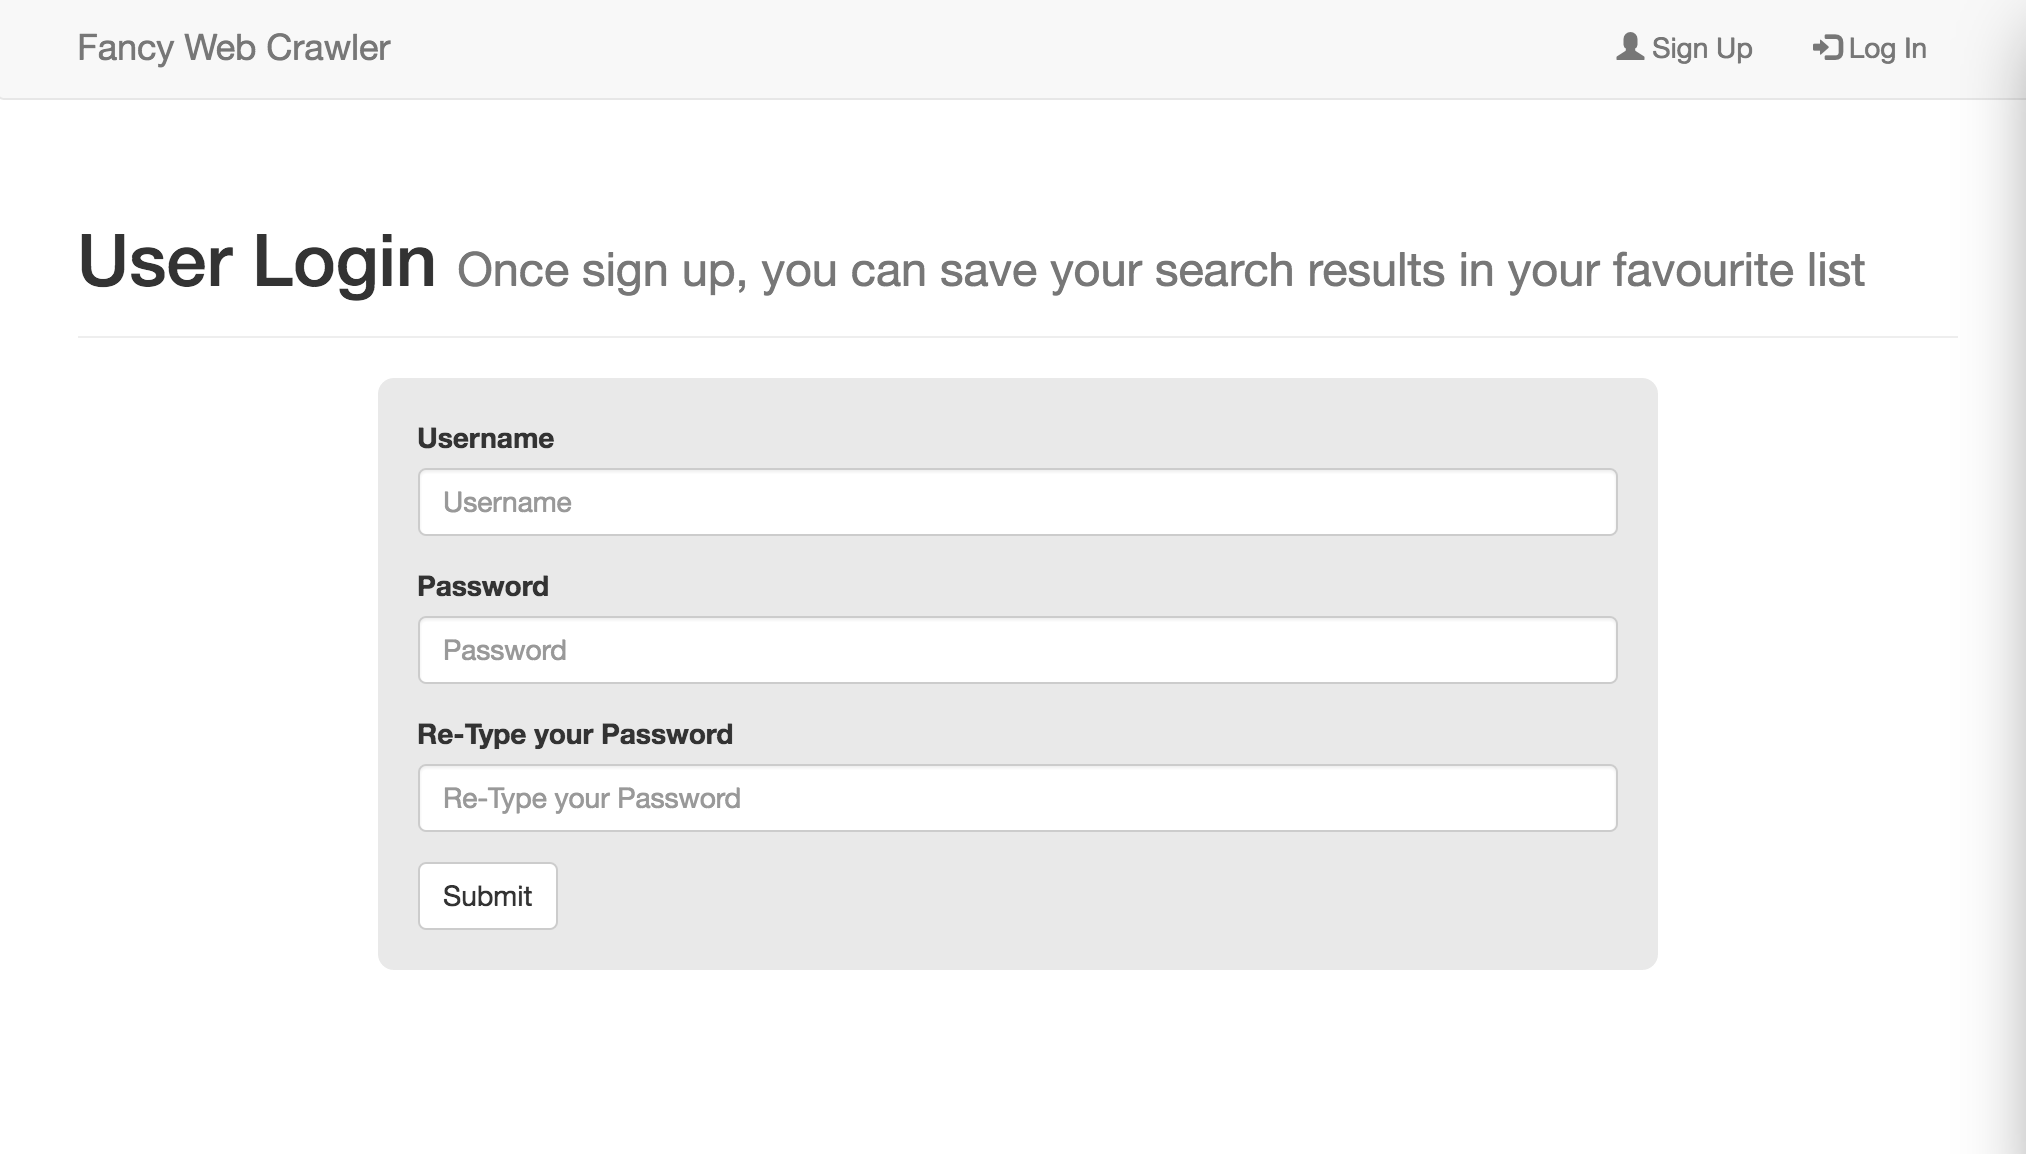 Fancy Web Crawler Sign Up Log In
User Login Once sign up, you can save your search results in your favourite list
Username
Username
Password
Password
Re-Type your Password
Re-Type your Password
Submit